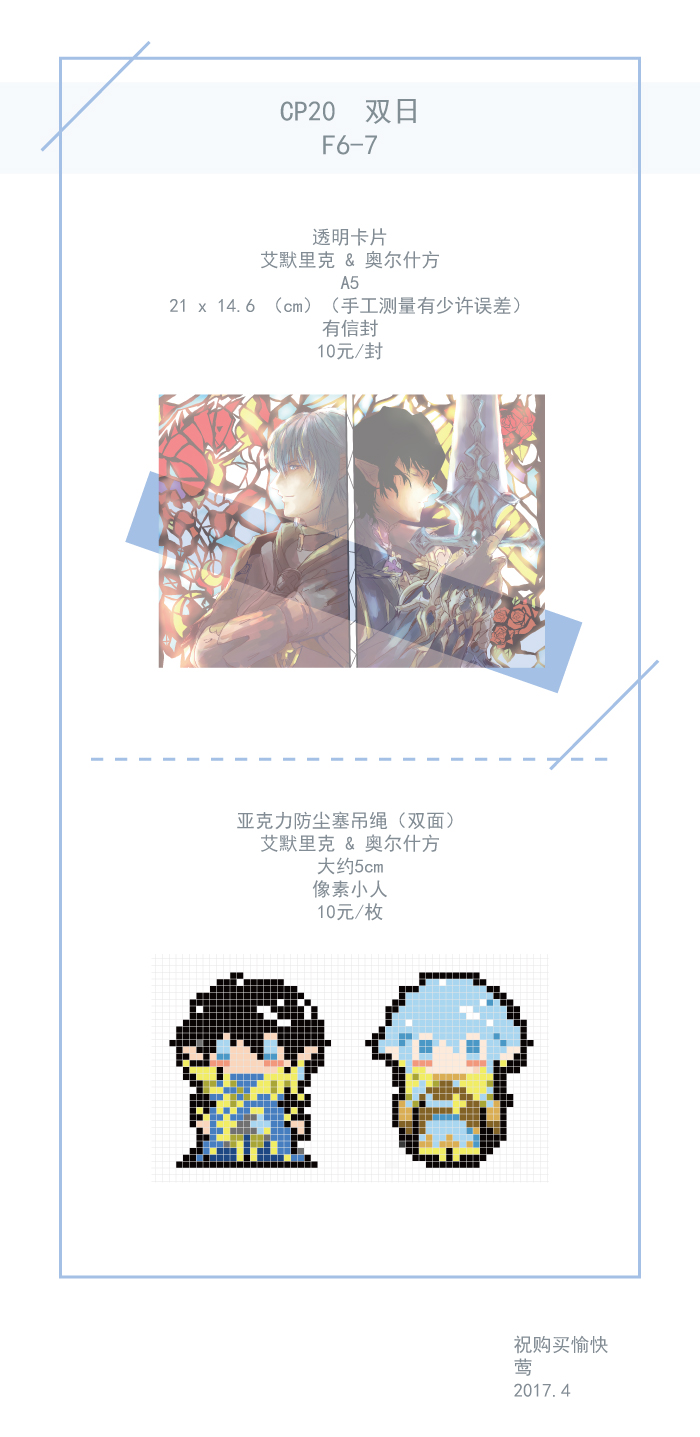 CP20 双日
F6-7
透明卡片
艾默里克 & 奥尔什方
A5
21 x 14.6 （cm）（手工测量有少许误差）
有信封
10元/封
亚克力防尘塞吊绳（双面）
艾默里克 & 奥尔什方
大约5cm
像素小人
10元/枚
祝购买愉快
莺
2017.4